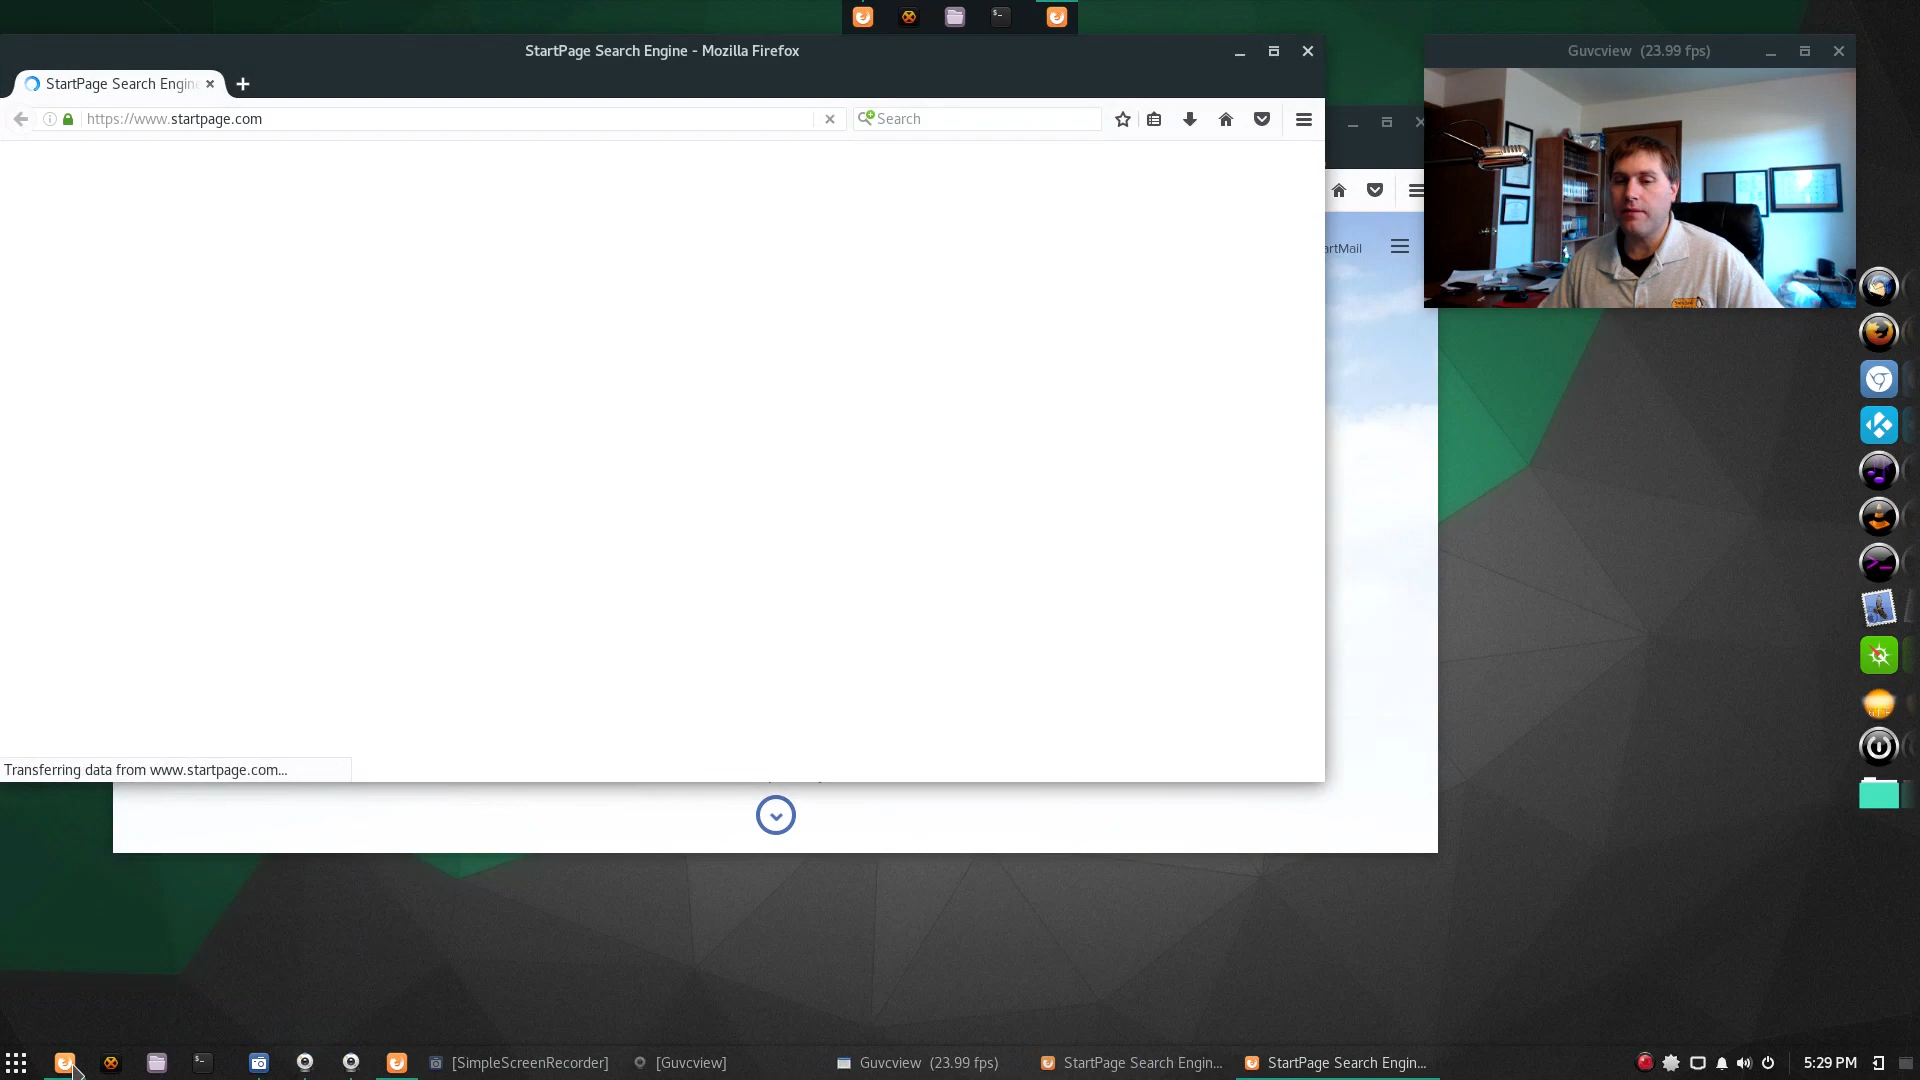 StartPage Search Engine - Mozilla Firefox
Guvcview (23.99 fps)
StartPage Search Engin
https://www.startpage.com
Search
artMail
Transferring data from www.startpage.com...
[SimpleScreenRecorder]
[Guvcview]
Guvcview (23.99 fps)
StartPage Search Engin...
StartPage Search Engin...
5:29 PM